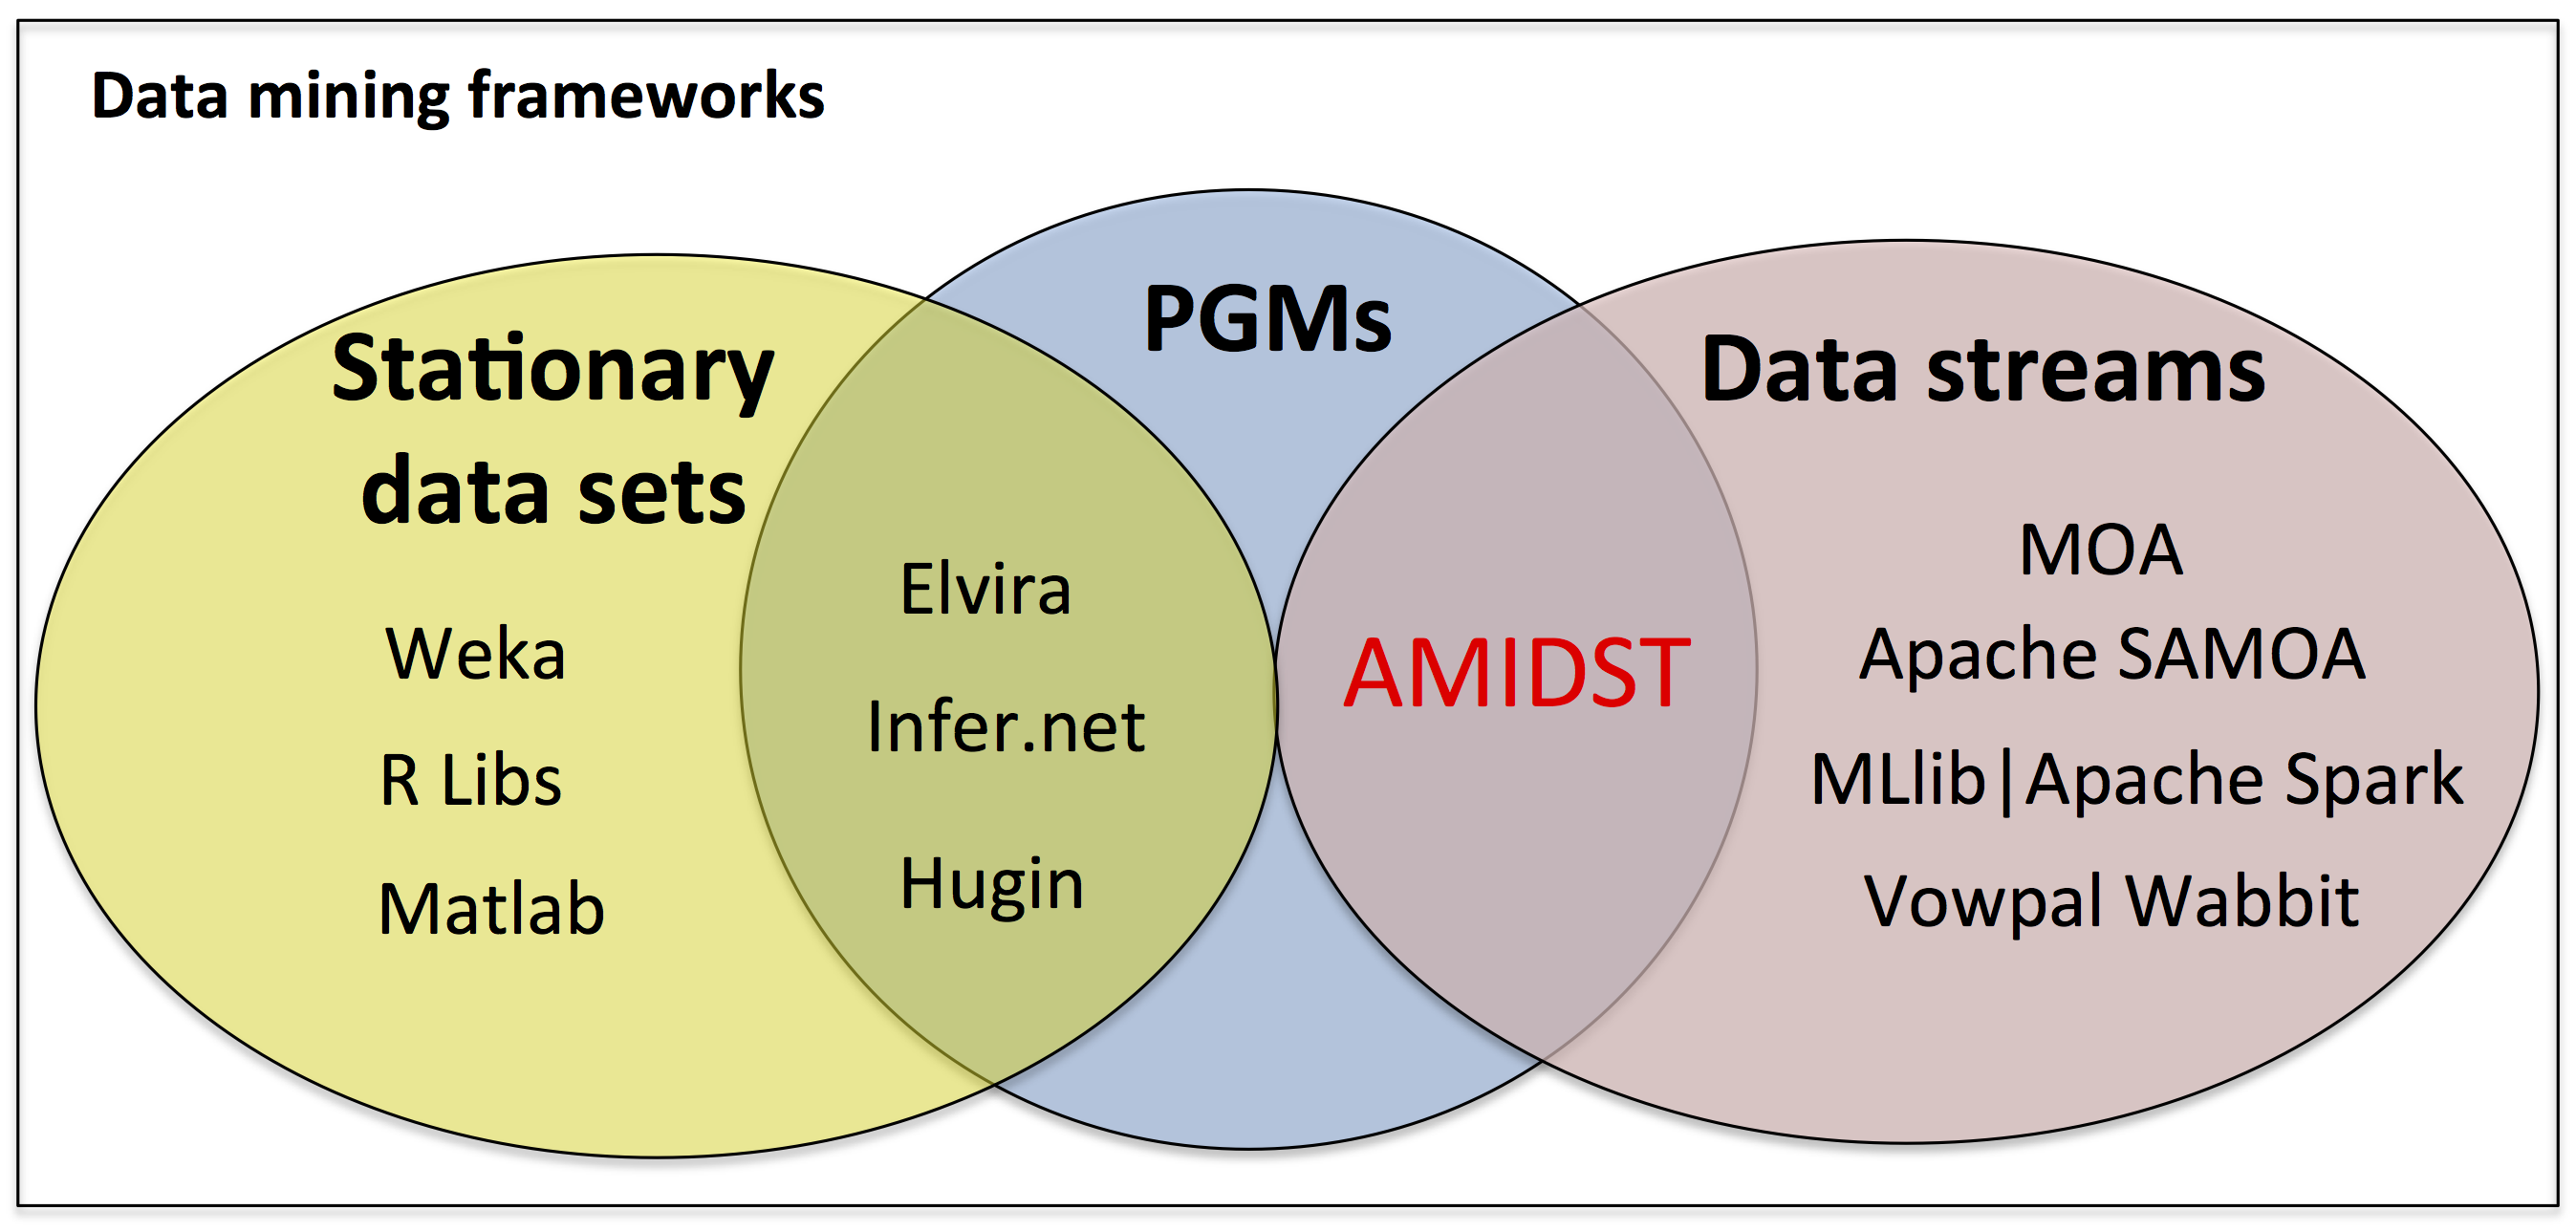 Data mining frameworks
Stationary
data sets
Weka
R Libs
Matlab
PGMs
Elvira
Infer.net
Hugin
AMIDST
Data streams
MOA
Apache SAMOA
MLlib|Apache Spark
Vowpal Wabbit